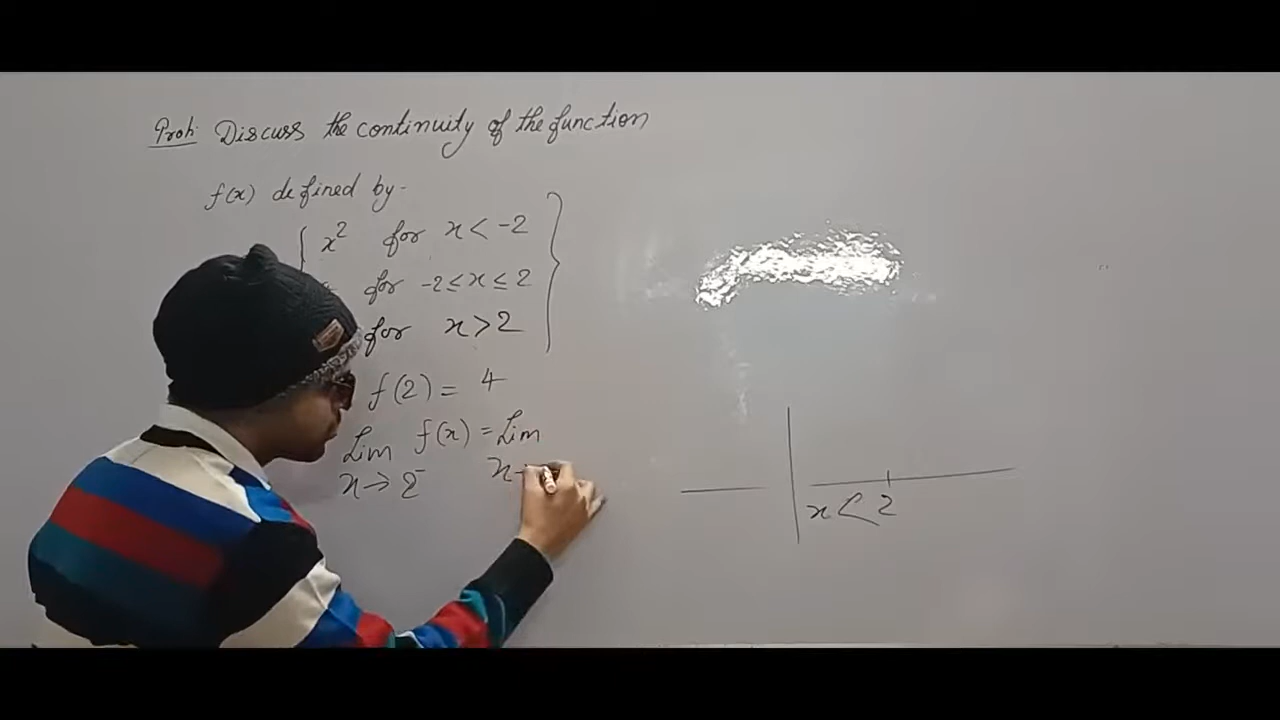 Prob: Discuss the continuity of the function
f(x) defined by-
x² for x < -2
for -2 ≤ x ≤ 2
for x > 2
f(2) = 4
Lim f(x) = Lim
x → 2⁻ x
x < 2